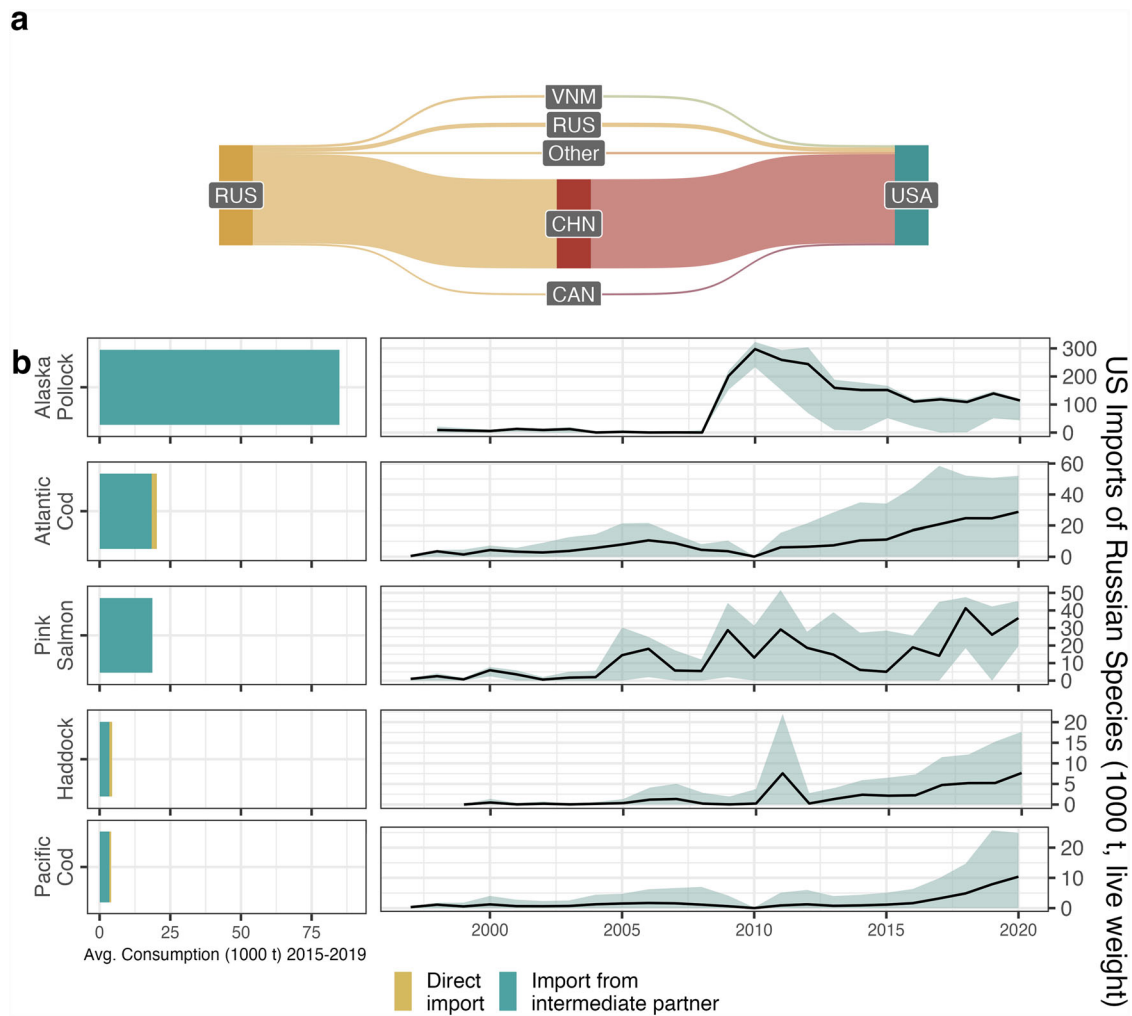 a
VNM
RUS
Other
RUS
CHN
USA
CAN
b
Alaska
Pollock
300
200
100
0
Atlantic
Cod
60
40
20
0
Pink
Salmon
50
40
30
20
10
0
Haddock
20
15
10
5
0
Pacific
Cod
20
10
0
US Imports of Russian Species (1000 t, live weight)
0 25 50 75
2000 2005 2010 2015 2020
Avg. Consumption (1000 t) 2015-2019
Direct
import
Import from
intermediate partner